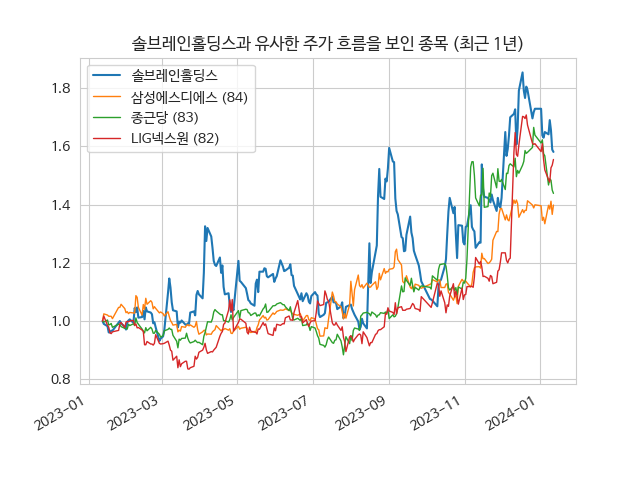 솔브레인홀딩스과 유사한 주가 흐름을 보인 종목 (최근 1년)
솔브레인홀딩스
삼성에스디에스 (84)
종근당 (83)
LIG넥스원 (82)
1.8
1.6
1.4
1.2
1.0
0.8
2023-01
2023-03
2023-05
2023-07
2023-09
2023-11
2024-01